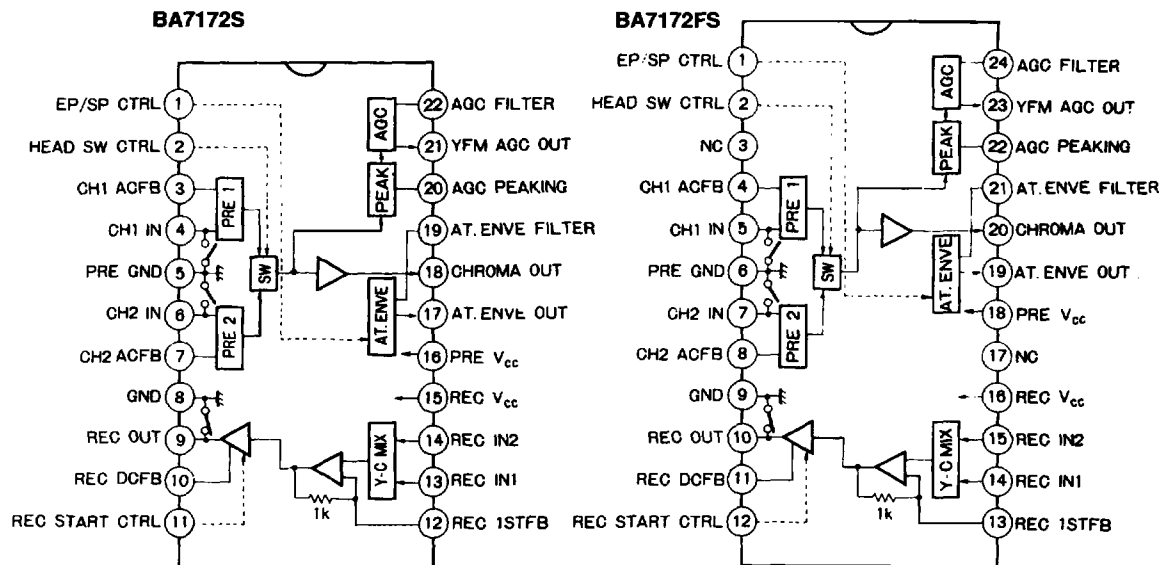 BA7172S
EP/SP CTRL 1
HEAD SW CTRL 2
CH1 ACFB 3
CH1 IN 4
PRE GND 5
CH2 IN 6
CH2 ACFB 7
GND 8
REC OUT 9
REC DCFB 10
REC START CTRL 11
PRE 1
PRE 2
SW
AGC
PEAK
AT. ENVE
Y-C MIX
1k
22 AGC FILTER
21 YFM AGC OUT
20 AGC PEAKING
19 AT. ENVE FILTER
18 CHROMA OUT
17 AT. ENVE OUT
16 PRE Vcc
15 REC Vcc
14 REC IN2
13 REC IN1
12 REC 1STFB
BA7172FS
EP/SP CTRL 1
HEAD SW CTRL 2
NC 3
CH1 ACFB 4
CH1 IN 5
PRE GND 6
CH2 IN 7
CH2 ACFB 8
GND 9
REC OUT 10
REC DCFB 11
REC START CTRL 12
PRE 1
PRE 2
SW
AGC
PEAK
AT. ENVE
Y-C MIX
1k
24 AGC FILTER
23 YFM AGC OUT
22 AGC PEAKING
21 AT. ENVE FILTER
20 CHROMA OUT
19 AT. ENVE OUT
18 PRE Vcc
17 NC
16 REC Vcc
15 REC IN2
14 REC IN1
13 REC 1STFB